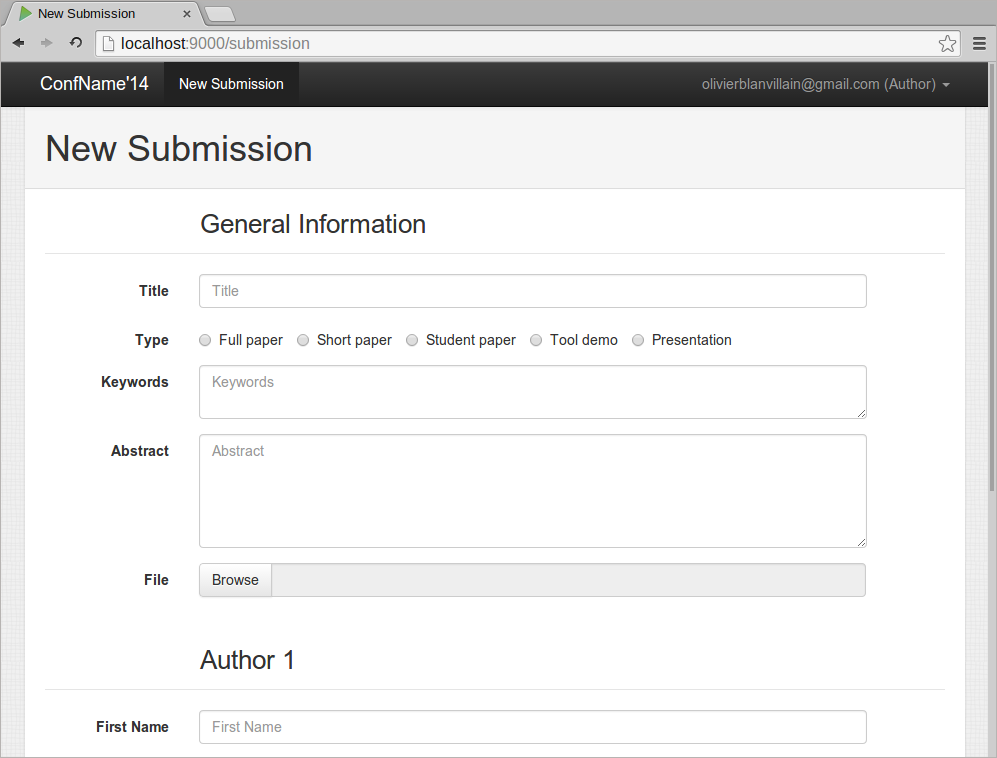 New Submission
localhost:9000/submission
ConfName'14 New Submission olivierblanvillain@gmail.com (Author)
New Submission
General Information
Title Title
Type Full paper Short paper Student paper Tool demo Presentation
Keywords Keywords
Abstract Abstract
File Browse
Author 1
First Name First Name